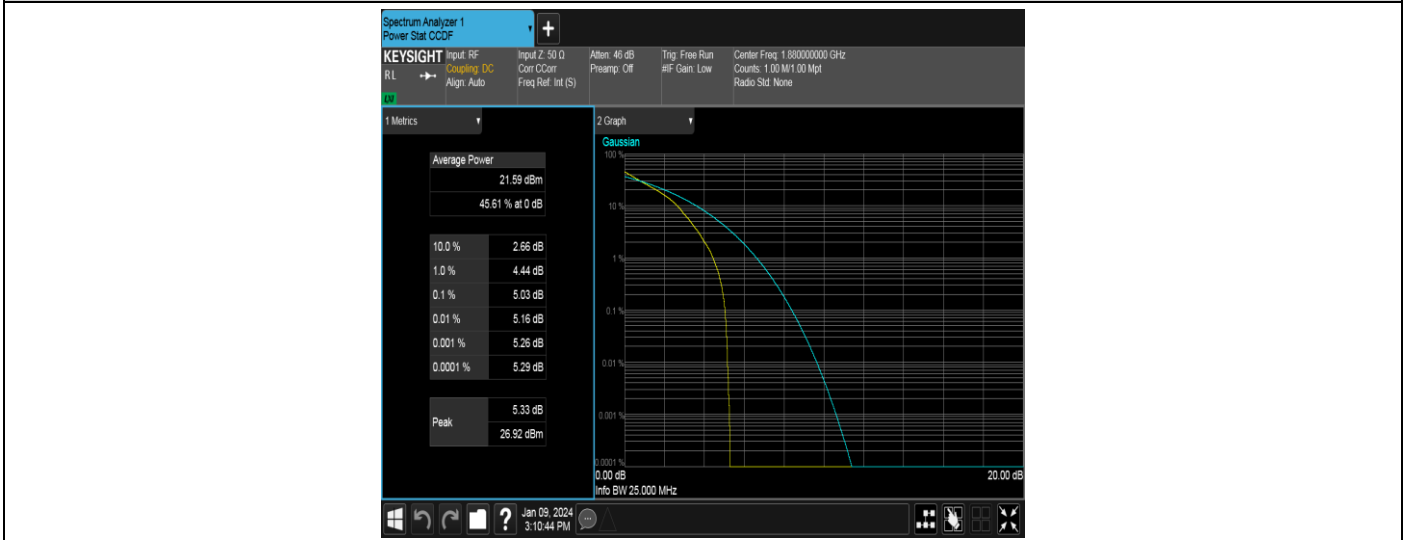 Spectrum Analyzer 1
Power Stat CCDF
+
KEYSIGHT
RL
LXI
Input: RF
Coupling: DC
Align: Auto
Input Z: 50 Ω
Corr CCorr
Freq Ref: Int (S)
Atten: 46 dB
Preamp: Off
Trig: Free Run
#IF Gain: Low
Center Freq: 1.880000000 GHz
Counts: 1.00 M/1.00 Mpt
Radio Std: None
1 Metrics
Average Power
21.59 dBm
45.61 % at 0 dB
10.0 % 2.66 dB
1.0 % 4.44 dB
0.1 % 5.03 dB
0.01 % 5.16 dB
0.001 % 5.26 dB
0.0001 % 5.29 dB
Peak
5.33 dB
26.92 dBm
2 Graph
Gaussian
100 %
10 %
1 %
0.1 %
0.01 %
0.001 %
0.0001 %
0.00 dB 20.00 dB
Info BW 25.000 MHz
?
Jan 09, 2024
3:10:44 PM